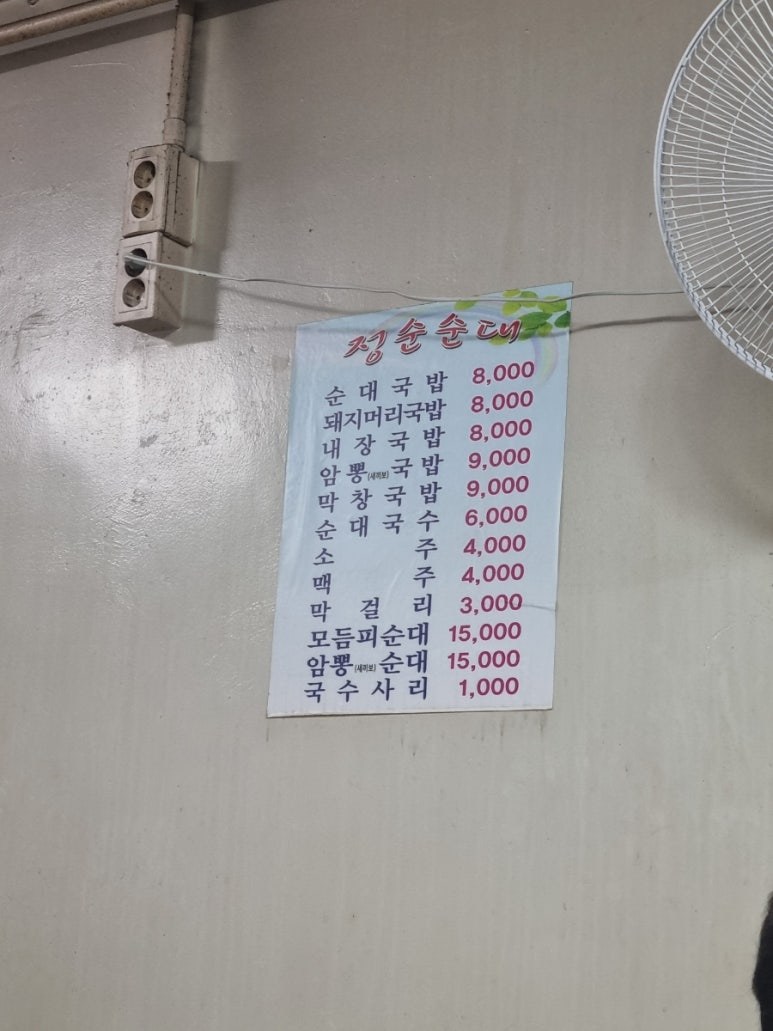 정순순대
순대국밥 8,000
돼지머리국밥 8,000
내장국밥 8,000
암뽕(새끼보)국밥 9,000
막창국밥 9,000
순대국수 6,000
소주 4,000
맥주 4,000
막걸리 3,000
모듬피순대 15,000
암뽕(새끼보)순대 15,000
국수사리 1,000